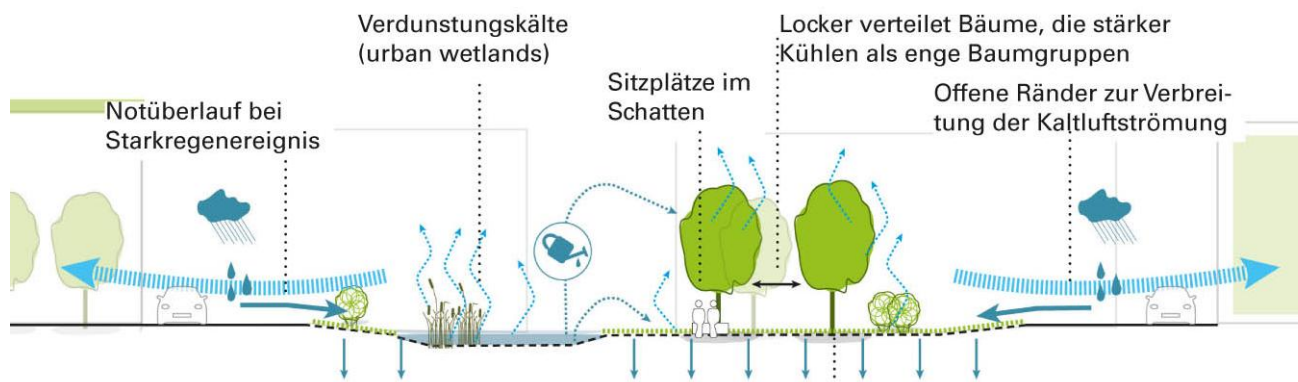 Verdunstungskälte
(urban wetlands)
Locker verteilet Bäume, die stärker
Kühlen als enge Baumgruppen
Sitzplätze im
Schatten
Offene Ränder zur Verbrei-
tung der Kaltluftströmung
Notüberlauf bei
Starkregenereignis